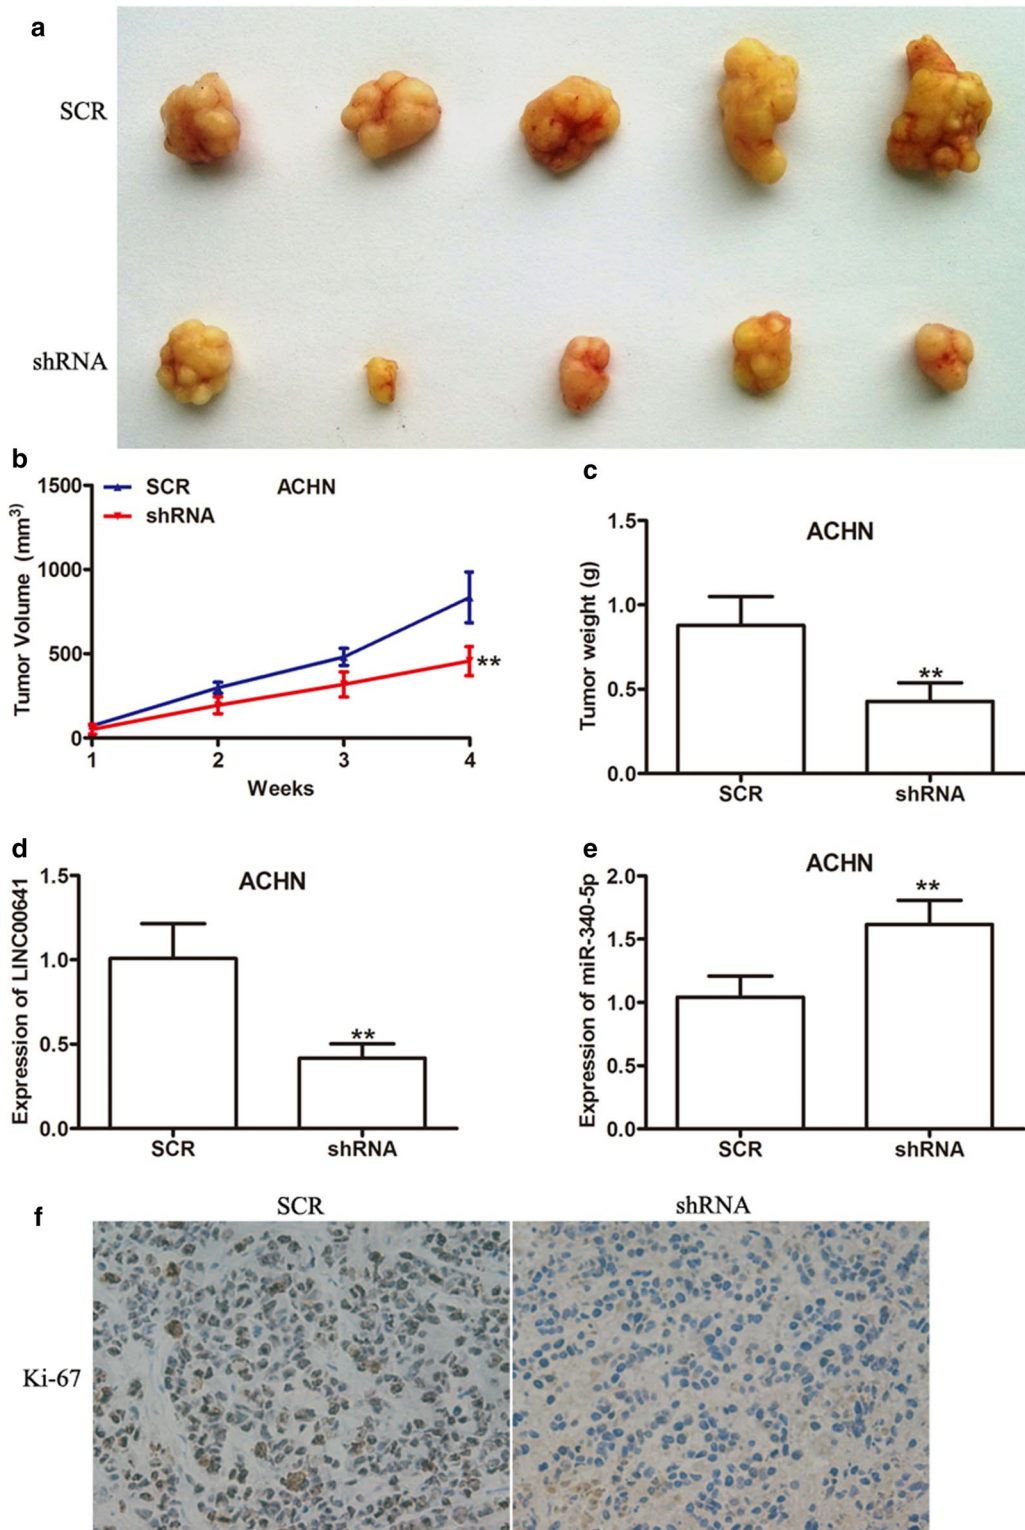 a
SCR
shRNA
b
1500
1000
500
0
Tumor Volume (mm3)
SCR
shRNA
ACHN
**
1 2 3 4
Weeks
c
1.5
1.0
0.5
0.0
Tumor weight (g)
ACHN
**
SCR shRNA
d
1.5
1.0
0.5
0.0
Expression of LINC00641
ACHN
**
SCR shRNA
e
2.0
1.5
1.0
0.5
0.0
Expression of miR-340-5p
ACHN
**
SCR shRNA
f
SCR shRNA
Ki-67